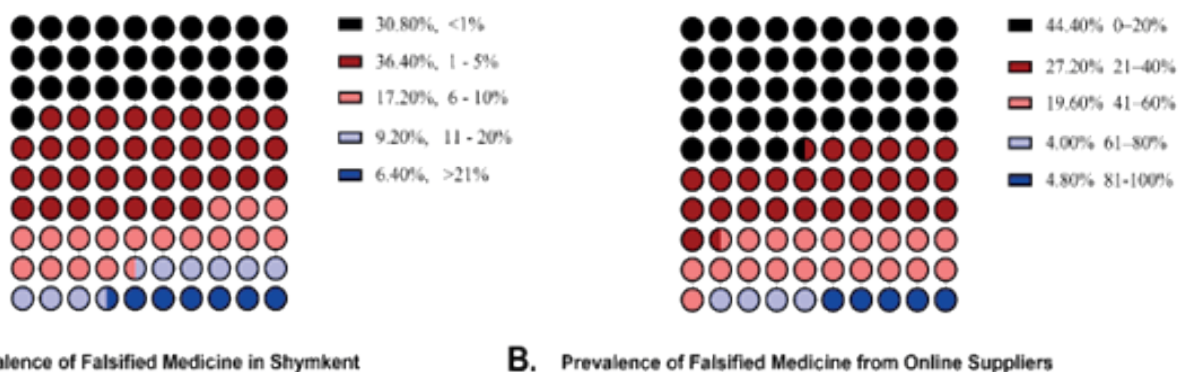 30.80%, <1%
36.40%, 1 - 5%
17.20%, 6 - 10%
9.20%, 11 - 20%
6.40%, >21%
44.40% 0–20%
27.20% 21–40%
19.60% 41–60%
4.00% 61–80%
4.80% 81-100%
alence of Falsified Medicine in Shymkent
B. Prevalence of Falsified Medicine from Online Suppliers